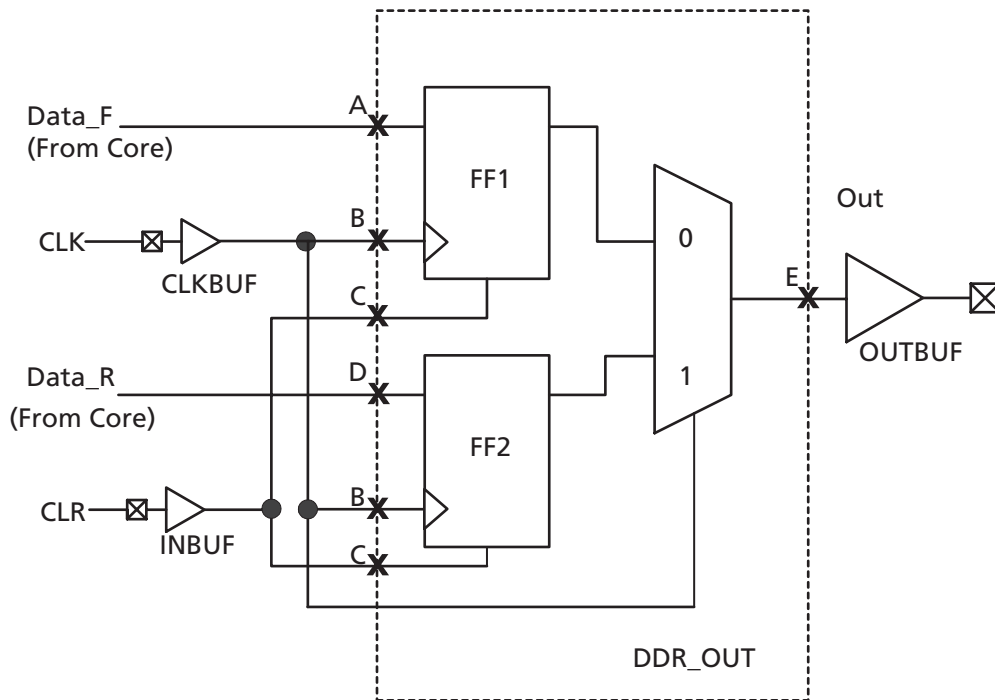 Data_F
(From Core)
A
FF1
CLK
CLKBUF
B
C
0
Out
E
OUTBUF
Data_R
(From Core)
D
1
FF2
CLR
INBUF
B
C
DDR_OUT